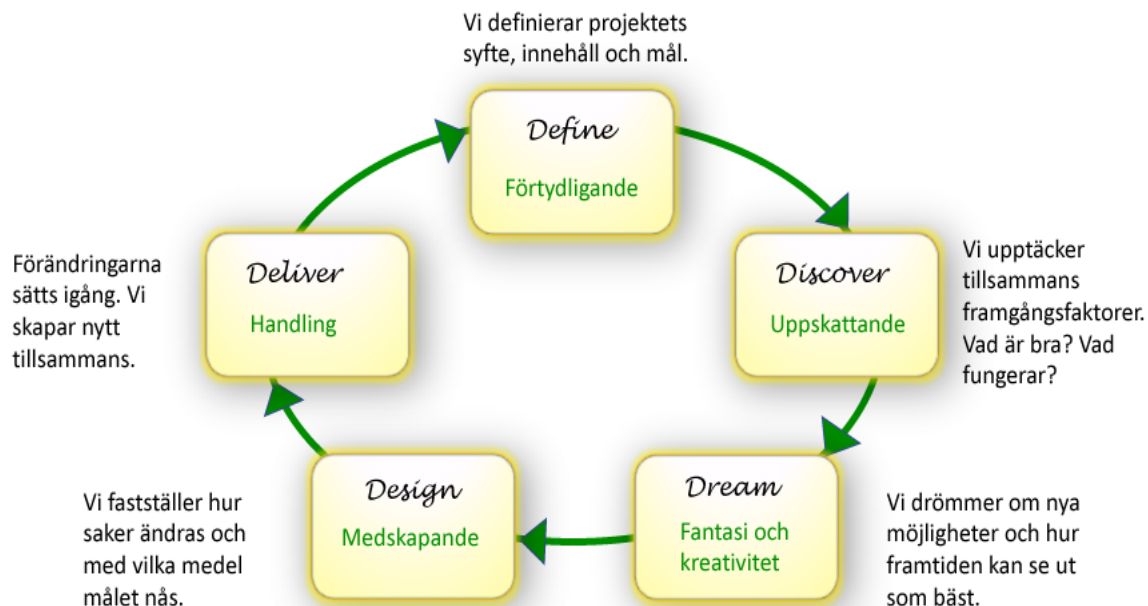 Vi definierar projektets
syfte, innehåll och mål.
Define
Förtydligande
Discover
Uppskattande
Vi upptäcker
tillsammans
framgångsfaktorer.
Vad är bra? Vad
fungerar?
Dream
Fantasi och
kreativitet
Vi drömmer om nya
möjligheter och hur
framtiden kan se ut
som bäst.
Design
Medskapande
Vi fastställer hur
saker ändras och
med vilka medel
målet nås.
Deliver
Handling
Förändringarna
sätts igång. Vi
skapar nytt
tillsammans.